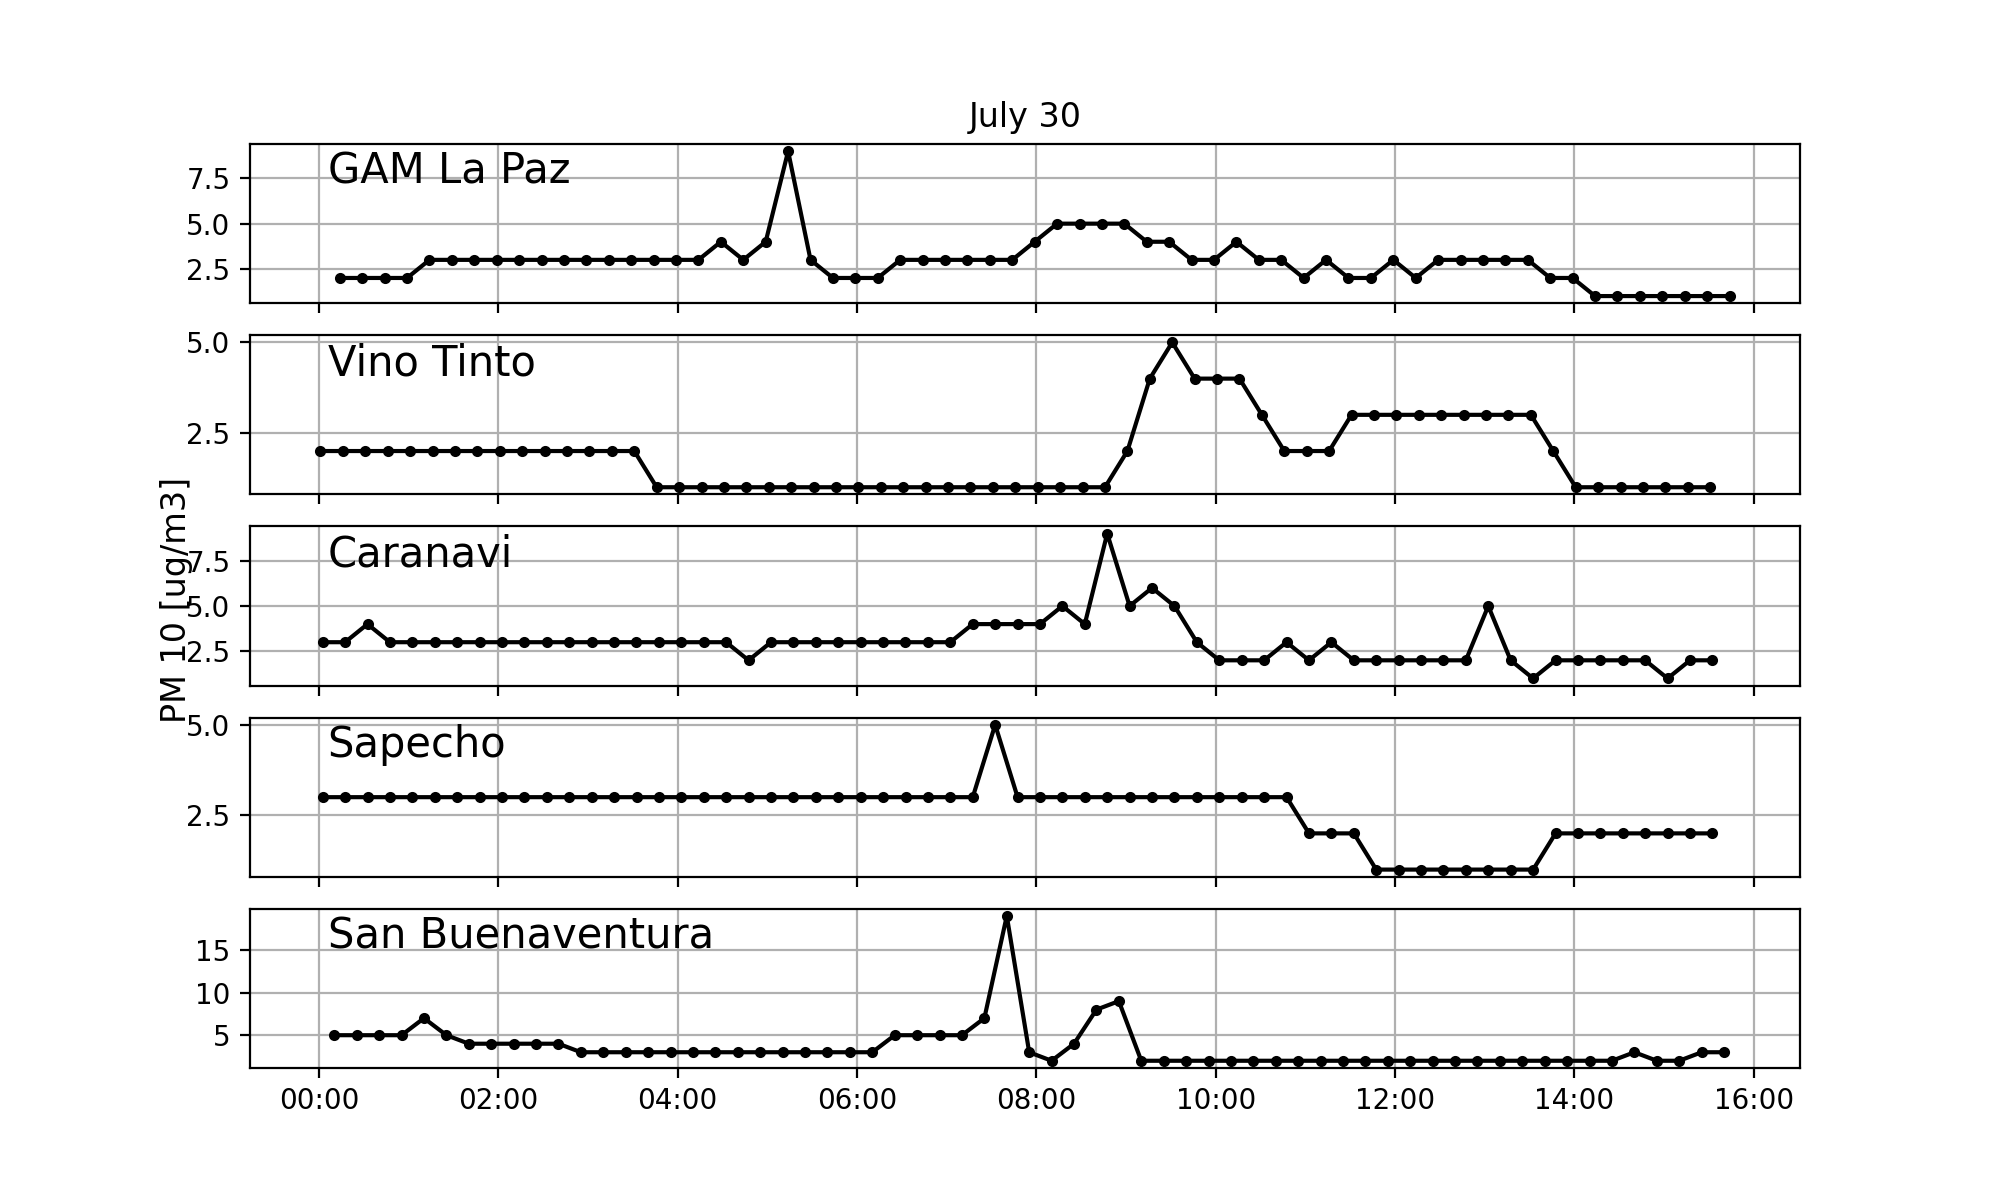 July 30
GAM La Paz
7.5
5.0
2.5
Vino Tinto
5.0
2.5
PM 10 [ug/m3]
Caranavi
7.5
5.0
2.5
Sapecho
5.0
2.5
San Buenaventura
15
10
5
00:00 02:00 04:00 06:00 08:00 10:00 12:00 14:00 16:00